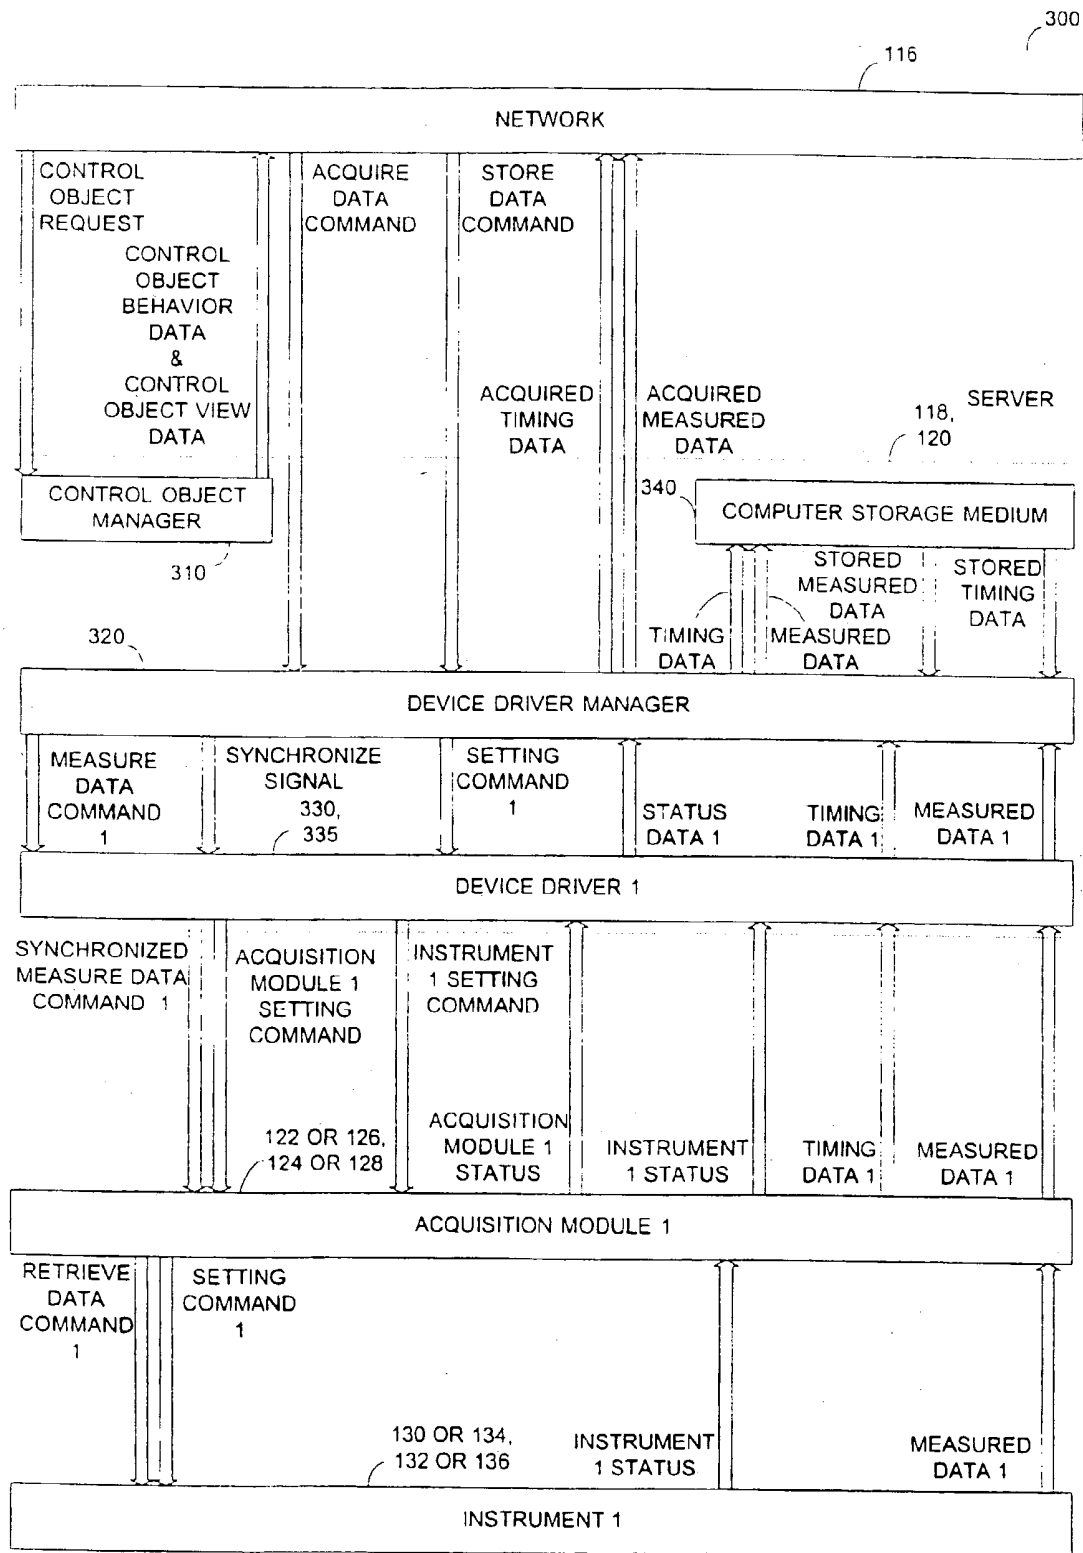 300
116
NETWORK
CONTROL
OBJECT
REQUEST
CONTROL
OBJECT
BEHAVIOR
DATA
&
CONTROL
OBJECT VIEW
DATA
ACQUIRE
DATA
COMMAND
STORE
DATA
COMMAND
ACQUIRED
TIMING
DATA
ACQUIRED
MEASURED
DATA
SERVER
118,
120
CONTROL OBJECT
MANAGER
310
340
COMPUTER STORAGE MEDIUM
TIMING
DATA
STORED
MEASURED
DATA
MEASURED
DATA
STORED
TIMING
DATA
320
DEVICE DRIVER MANAGER
MEASURE
DATA
COMMAND
1
SYNCHRONIZE
SIGNAL
330,
335
SETTING
COMMAND
1
STATUS
DATA 1
TIMING
DATA 1
MEASURED
DATA 1
DEVICE DRIVER 1
SYNCHRONIZED
MEASURE DATA
COMMAND 1
ACQUISITION
MODULE 1
SETTING
COMMAND
INSTRUMENT
1 SETTING
COMMAND
122 OR 126,
124 OR 128
ACQUISITION
MODULE 1
STATUS
INSTRUMENT
1 STATUS
TIMING
DATA 1
MEASURED
DATA 1
ACQUISITION MODULE 1
RETRIEVE
DATA
COMMAND
1
SETTING
COMMAND
1
130 OR 134,
132 OR 136
INSTRUMENT
1 STATUS
MEASURED
DATA 1
INSTRUMENT 1